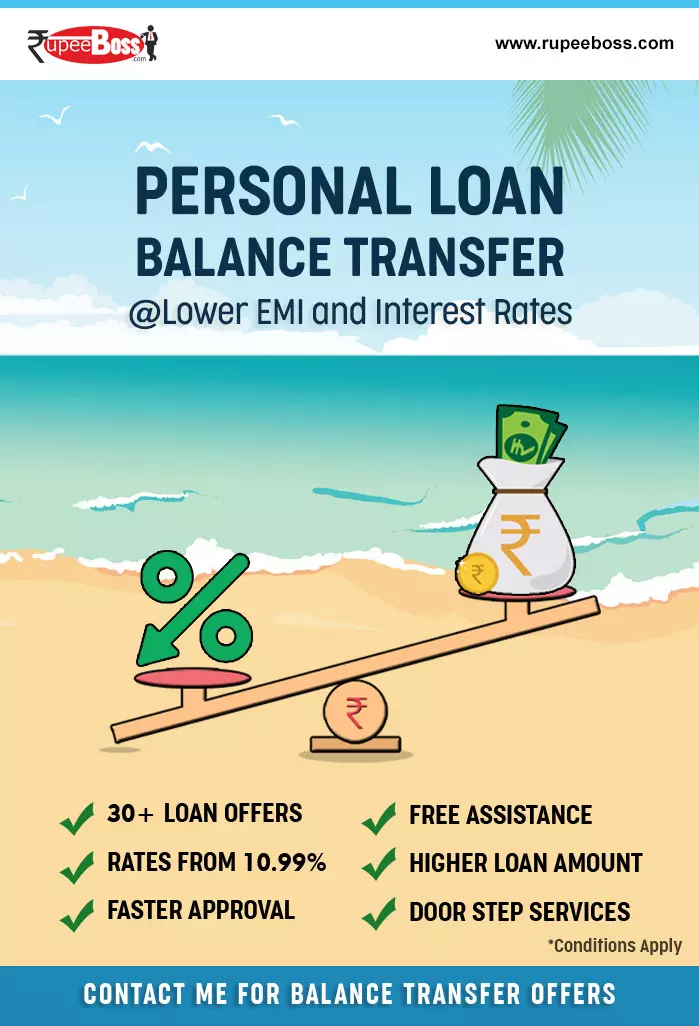 ₹upeeBoss
.com
www.rupeeboss.com
PERSONAL LOAN
BALANCE TRANSFER
@Lower EMI and Interest Rates
₹
₹
%
₹
30+ LOAN OFFERS
FREE ASSISTANCE
RATES FROM 10.99%
HIGHER LOAN AMOUNT
FASTER APPROVAL
DOOR STEP SERVICES
*Conditions Apply
CONTACT ME FOR BALANCE TRANSFER OFFERS